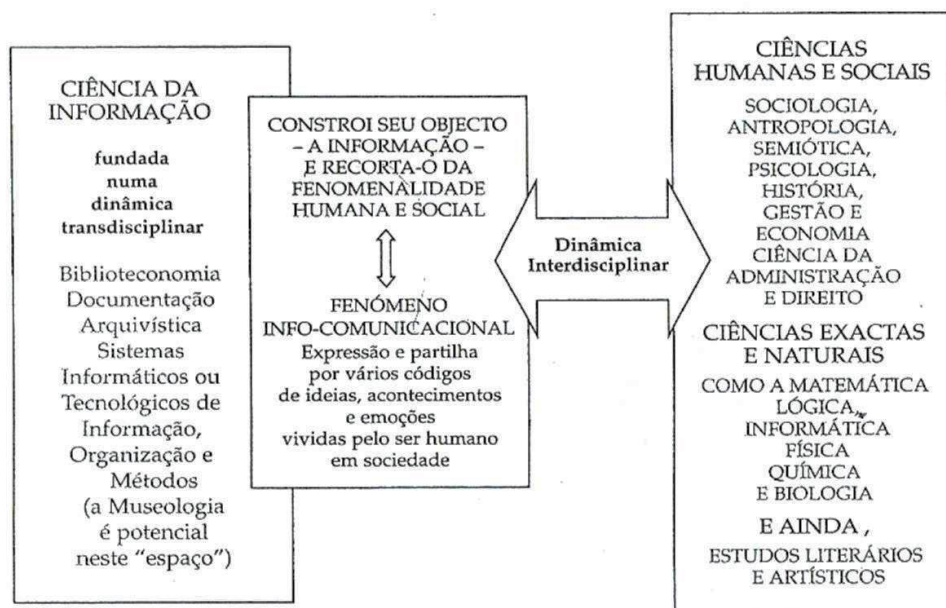 CIÊNCIA DA
INFORMAÇÃO
fundada
numa
dinâmica
transdisciplinar
Biblioteconomia
Documentação
Arquivística
Sistemas
Informáticos ou
Tecnológicos de
Informação,
Organização e
Métodos
(a Museologia
é potencial
neste “espaço”)
CONSTROI SEU OBJECTO
– A INFORMAÇÃO –
E RECORTA-O DA
FENOMENALIDADE
HUMANA E SOCIAL
FENÓMENO
INFO-COMUNICACIONAL
Expressão e partilha
por vários códigos
de ideias, acontecimentos
e emoções
vividas pelo ser humano
em sociedade
Dinâmica
Interdisciplinar
CIÊNCIAS
HUMANAS E SOCIAIS
SOCIOLOGIA,
ANTROPOLOGIA,
SEMIÓTICA,
PSICOLOGIA,
HISTÓRIA,
GESTÃO E
ECONOMIA
CIÊNCIA DA
ADMINISTRAÇÃO
E DIREITO
CIÊNCIAS EXACTAS
E NATURAIS
COMO A MATEMÁTICA
LÓGICA,
INFORMÁTICA
FÍSICA
QUÍMICA
E BIOLOGIA
E AINDA,
ESTUDOS LITERÁRIOS
E ARTÍSTICOS